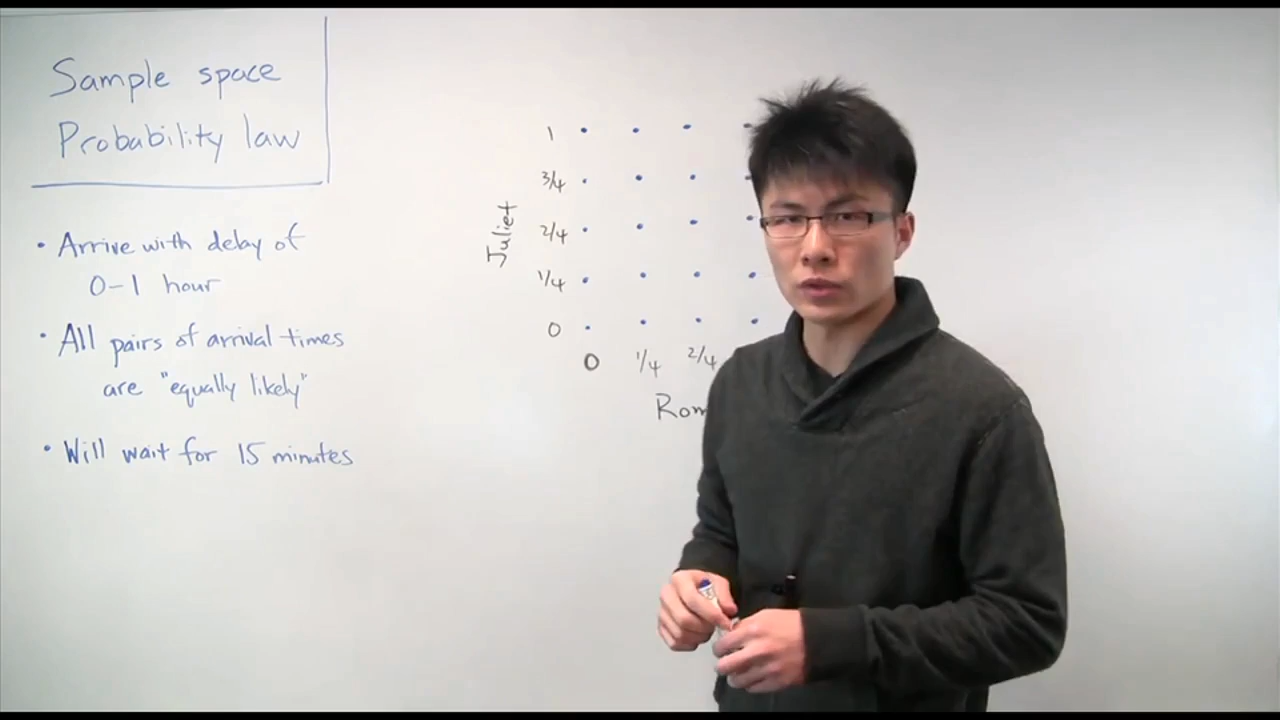 Sample space
Probability law
• Arrive with delay of
0-1 hour
• All pairs of arrival times
are "equally likely"
• Will wait for 15 minutes
1
3/4
2/4
1/4
0
Juliet
0 1/4 2/4
Rom